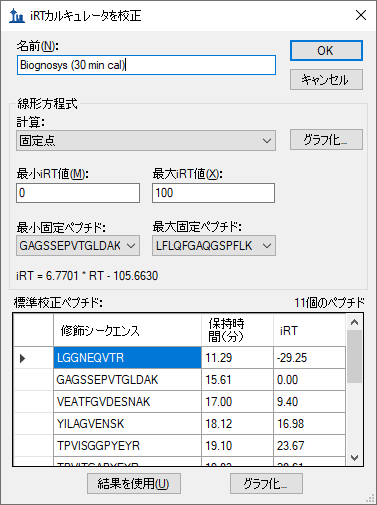 iRTカルキュレータを校正
名前(N):
OK
Biognosys (30 min cal)
キャンセル
線形方程式
計算:
固定点
グラフ化...
最小iRT値(M):
最大iRT値(X):
0
100
最小固定ペプチド:
最大固定ペプチド:
GAGSSEPVTGLDAK
LFLQFGAQGSPFLK
iRT = 6.7701 * RT - 105.6630
標準校正ペプチド:
11個のペプチド
修飾シークエンス
保持時
間(分)
iRT
LGGNEQVTR 11.29 -29.25
GAGSSEPVTGLDAK 15.61 0.00
VEATFGVDESNAK 17.00 9.40
YILAGVENSK 18.12 16.98
TPVISGGPYEYR 19.10 23.67
結果を使用(U)
グラフ化...